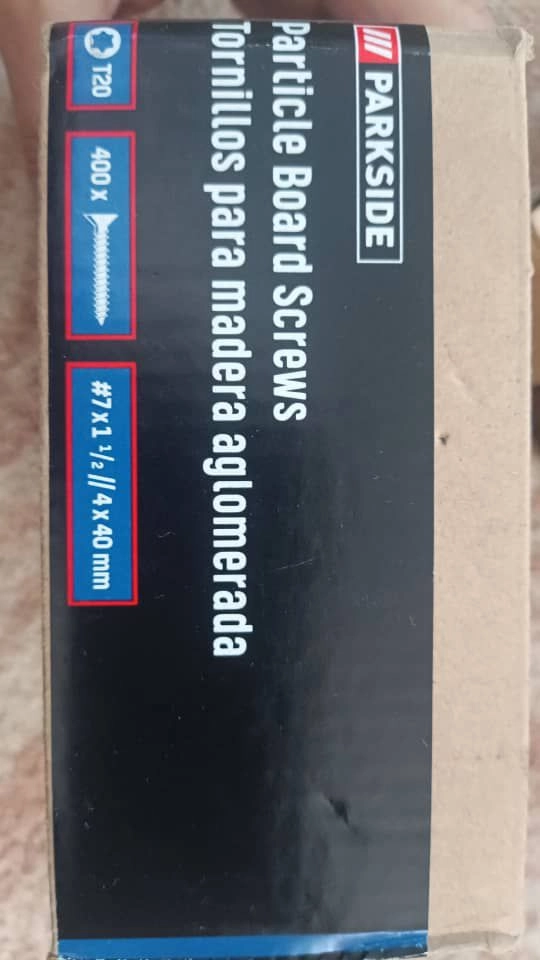 PARKSIDE
Particle Board Screws
Tornillos para madera aglomerada
T20
400 x
#7 x 1 1/2 // 4 x 40 mm